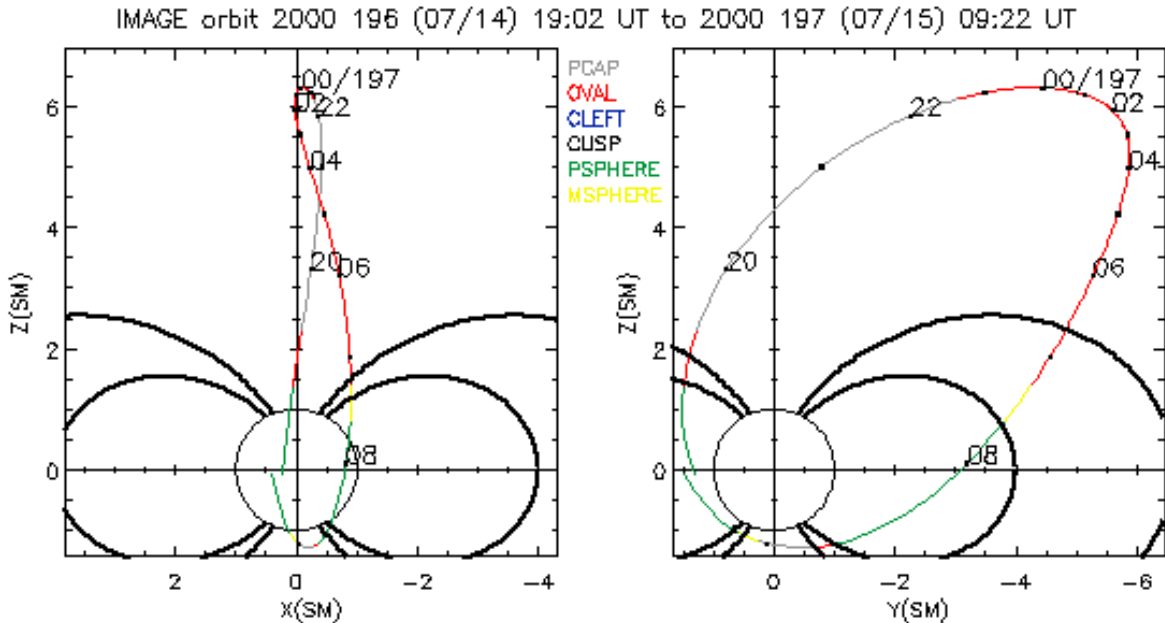 IMAGE orbit 2000 196 (07/14) 19:02 UT to 2000 197 (07/15) 09:22 UT
PCAP
OVAL
CLEFT
CUSP
PSPHERE
MSPHERE
00/197
02
22
04
20
06
08
6
4
2
0
Z(SM)
2
0
-2
-4
X(SM)
00/197
22
02
04
20
06
08
6
4
2
0
Z(SM)
0
-2
-4
-6
Y(SM)